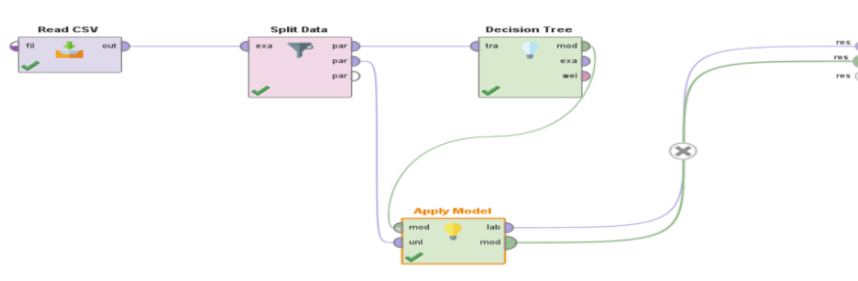 Read CSV
fil
out
Split Data
exa
par
par
par
Decision Tree
tra
mod
exa
wei
res
res
res
Apply Model
mod
lab
unl
mod